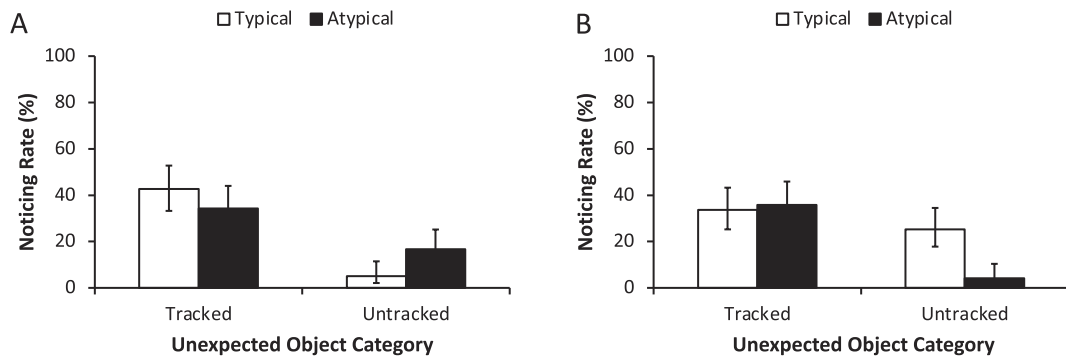 A
Typical Atypical
100
80
60
40
20
0
Noticing Rate (%)
Tracked Untracked
Unexpected Object Category
B
Typical Atypical
100
80
60
40
20
0
Noticing Rate (%)
Tracked Untracked
Unexpected Object Category